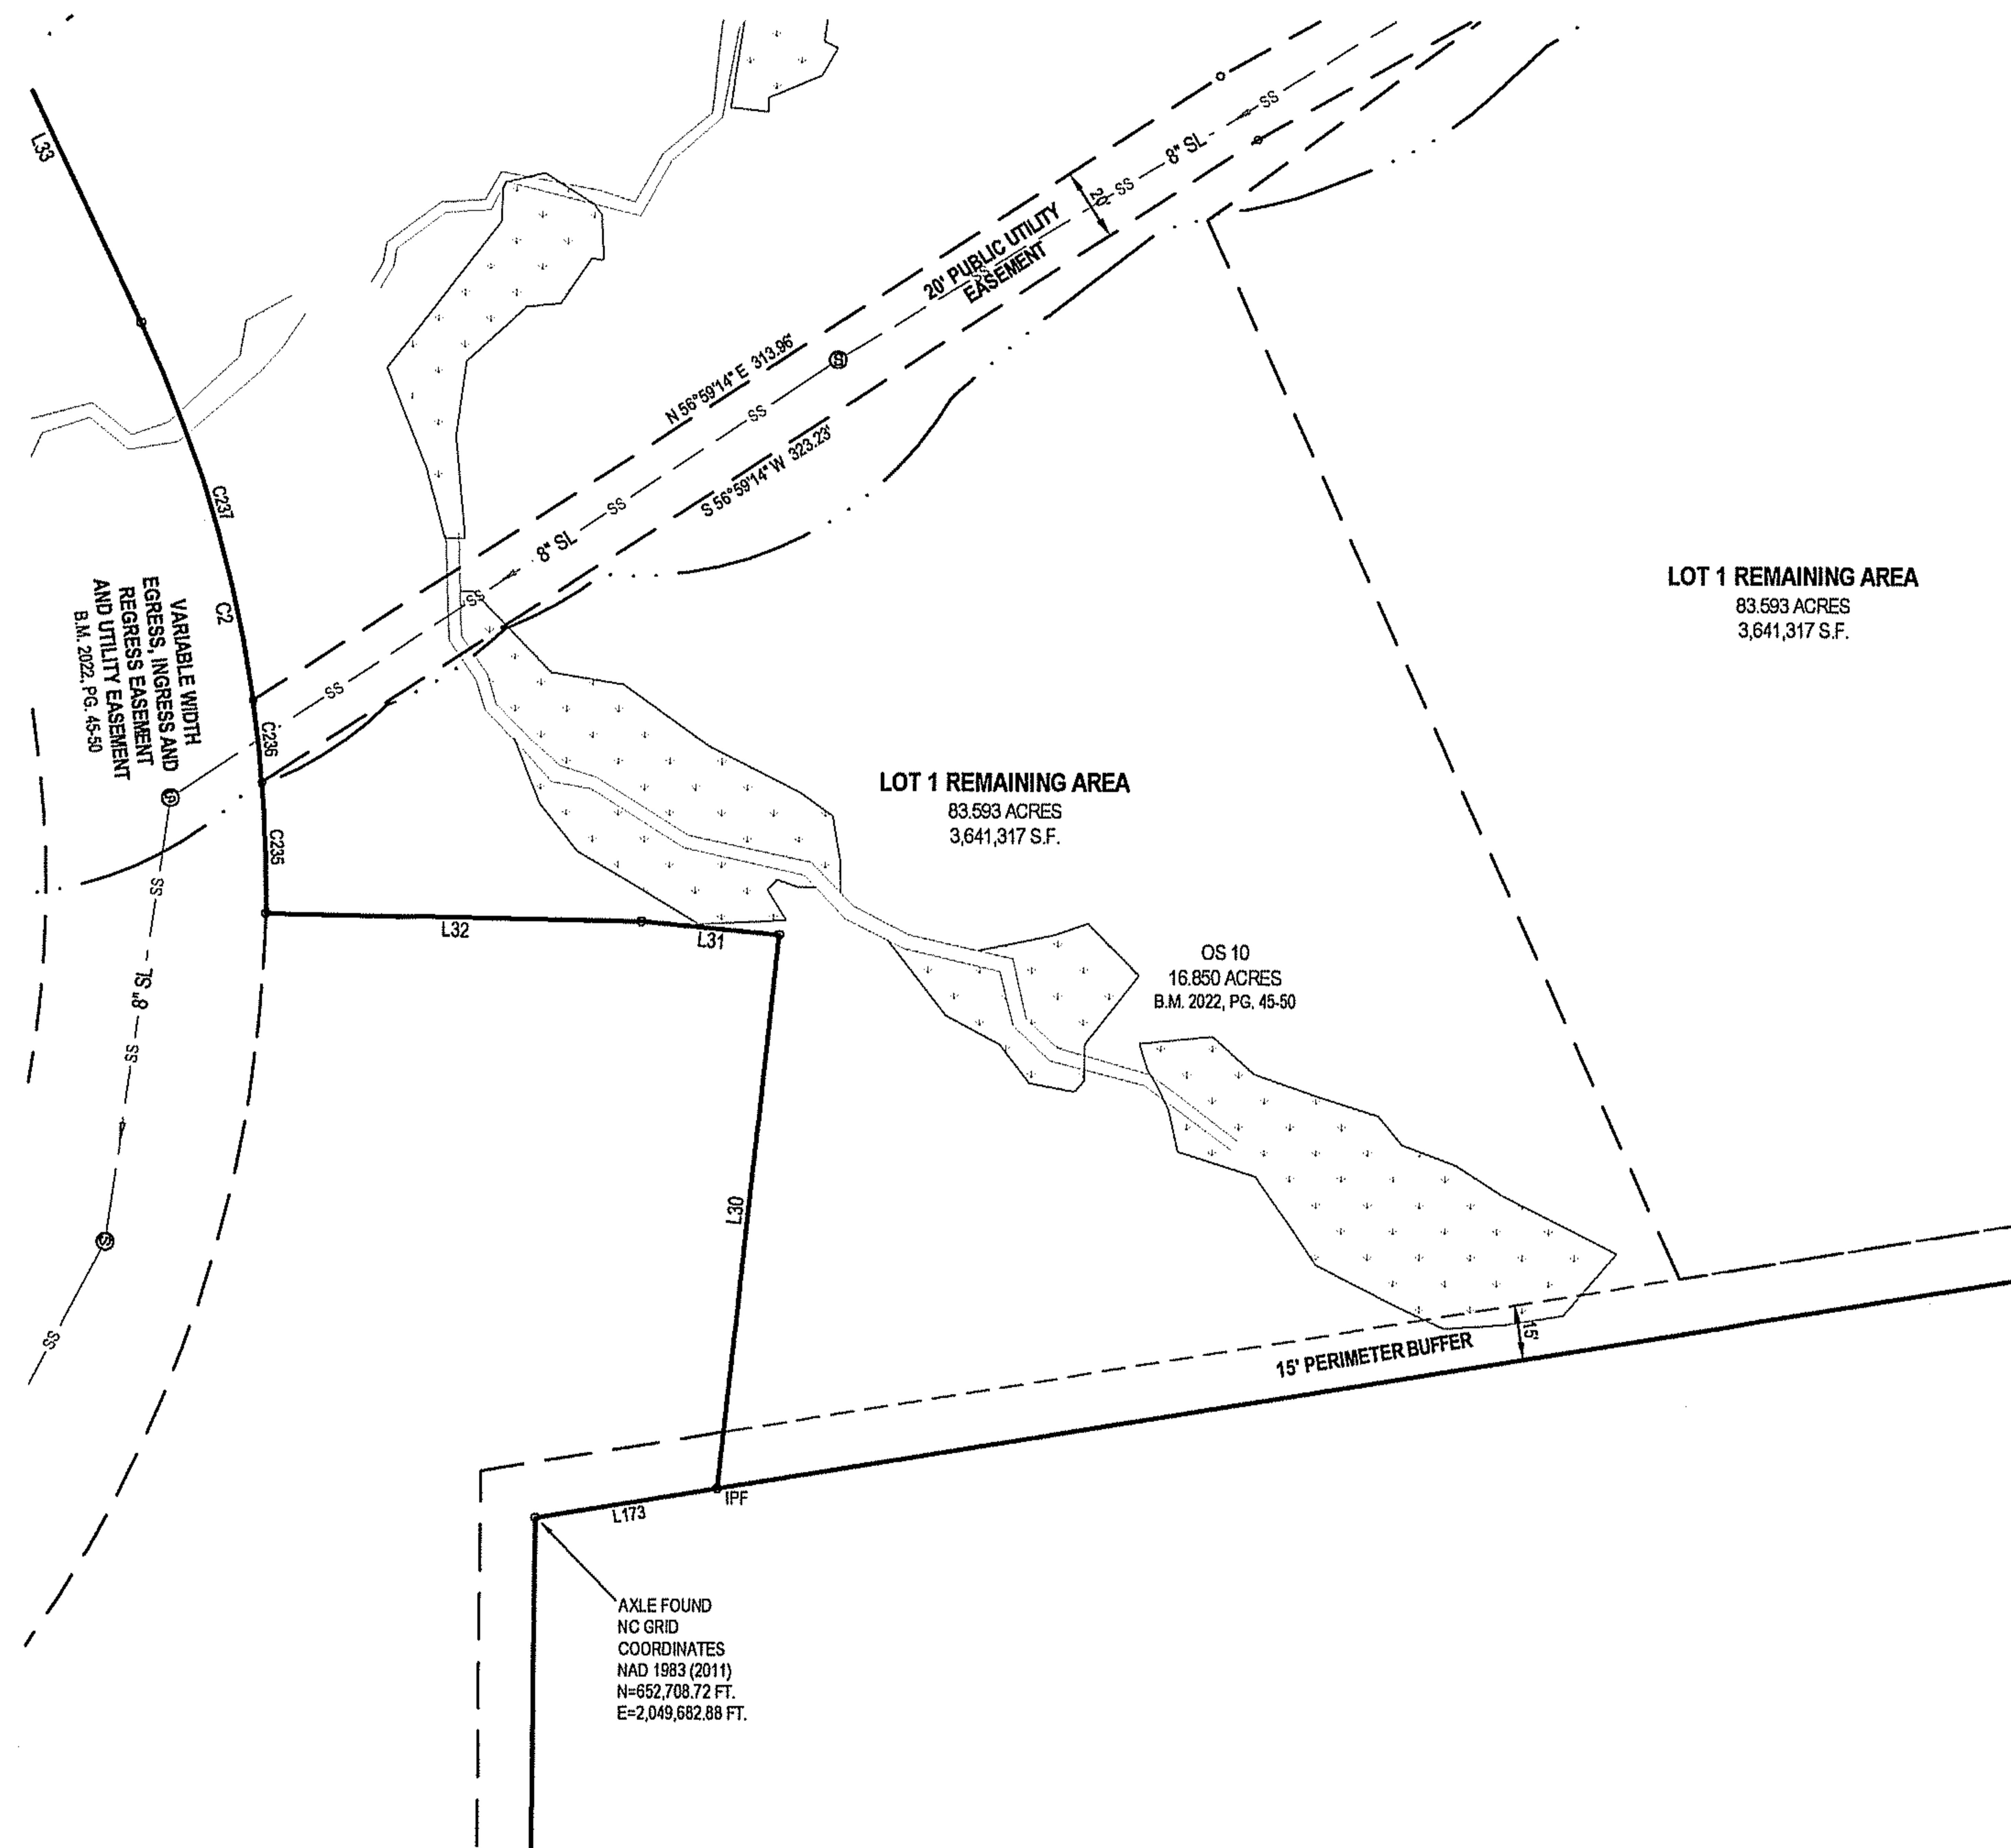 L33
SS
8" SL
SS
20'
20' PUBLIC UTILITY
EASEMENT
SS
S
N 56°59'14" E 313.96'
SS
S 56°59'14" W 323.23'
SS
8" SL
SS
SS
C237
C2
C236
C235
VARIABLE WIDTH
EGRESS, INGRESS AND
REGRESS EASEMENT
AND UTILITY EASEMENT
B.M. 2022, PG. 45-50
S
LOT 1 REMAINING AREA
83.593 ACRES
3,641,317 S.F.
LOT 1 REMAINING AREA
83.593 ACRES
3,641,317 S.F.
SS
8" SL
SS
S
SS
L32
L31
OS 10
16.850 ACRES
B.M. 2022, PG. 45-50
L30
15'
15' PERIMETER BUFFER
IPF
L173
AXLE FOUND
NC GRID
COORDINATES
NAD 1983 (2011)
N=652,708.72 FT.
E=2,049,682.88 FT.